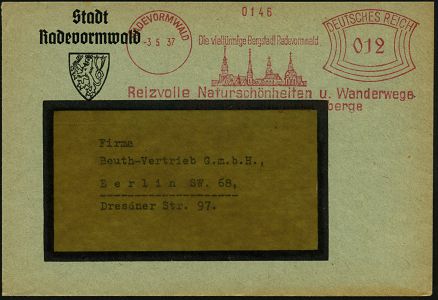 Stadt
Radevormwald
RADEVORMWALD
-3.5.37
0146
Die vieltürmige Bergstadt Radevormwald
DEUTSCHES REICH
012
Reizvolle Naturschönheiten u. Wanderwege
berge
Firma
Beuth-Vertrieb G.m.b.H.,
Berlin SW. 68,
Dresdner Str. 97.